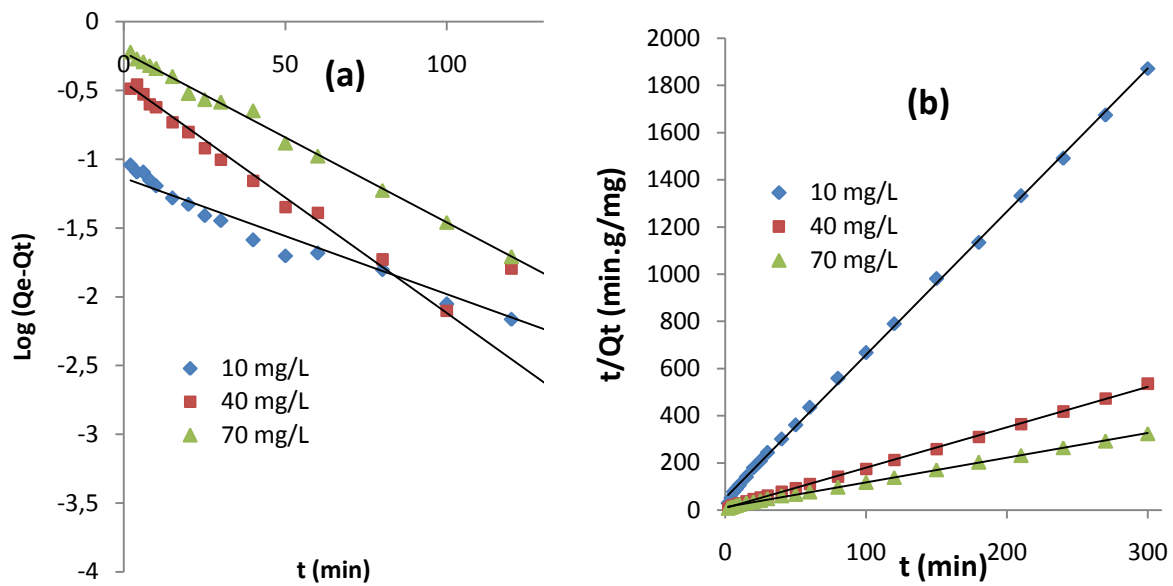 0
-0,5
-1
-1,5
-2
-2,5
-3
-3,5
-4
0
50
100
(a)
Log (Qe-Qt)
10 mg/L
40 mg/L
70 mg/L
t (min)
2000
1800
1600
1400
1200
1000
800
600
400
200
0
(b)
t/Qt (min.g/mg)
10 mg/L
40 mg/L
70 mg/L
0
100
200
300
t (min)